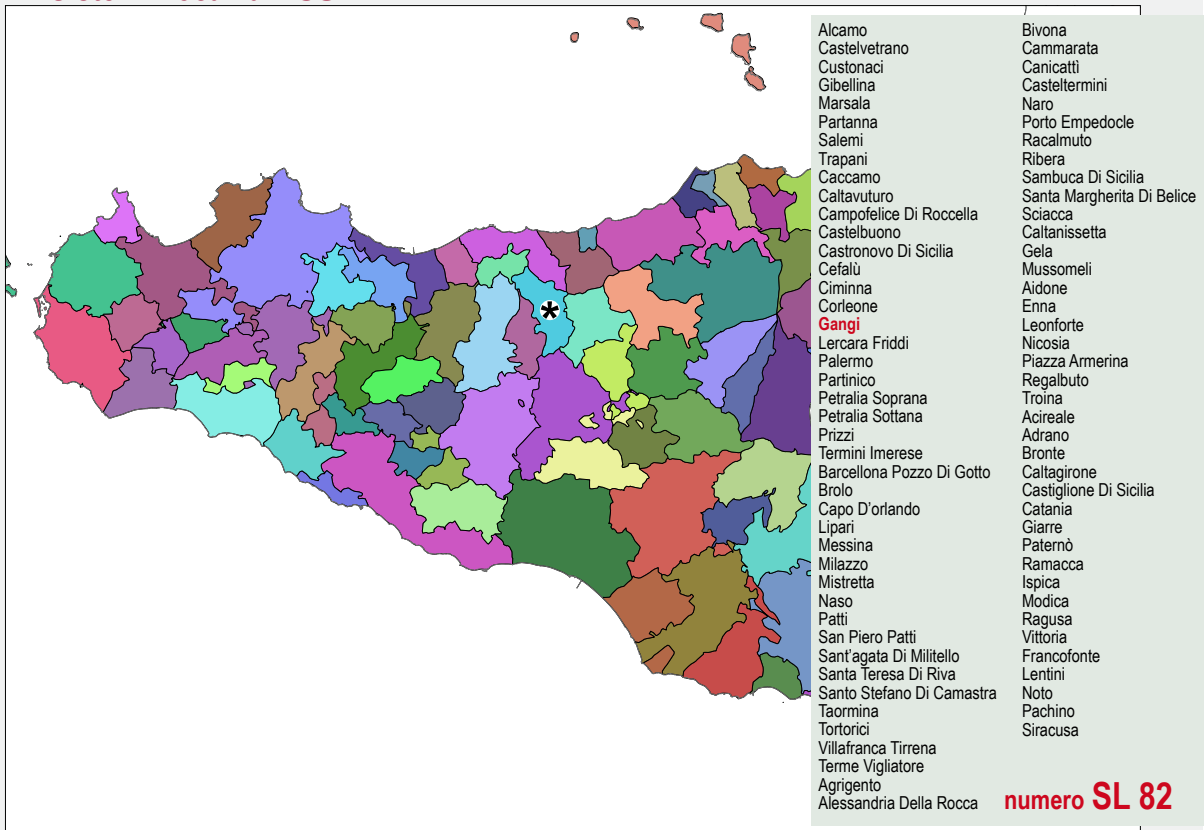 Alcamo
Castelvetrano
Custonaci
Gibellina
Marsala
Partanna
Salemi
Trapani
Caccamo
Caltavuturo
Campofelice Di Roccella
Castelbuono
Castronovo Di Sicilia
Cefalù
Ciminna
Corleone
Gangi
Lercara Friddi
Palermo
Partinico
Petralia Soprana
Petralia Sottana
Prizzi
Termini Imerese
Barcellona Pozzo Di Gotto
Brolo
Capo D'orlando
Lipari
Messina
Milazzo
Mistretta
Naso
Patti
San Piero Patti
Sant'agata Di Militello
Santa Teresa Di Riva
Santo Stefano Di Camastra
Taormina
Tortorici
Villafranca Tirrena
Terme Vigliatore
Agrigento
Alessandria Della Rocca
Bivona
Cammarata
Canicattì
Casteltermini
Naro
Porto Empedocle
Racalmuto
Ribera
Sambuca Di Sicilia
Santa Margherita Di Belice
Sciacca
Caltanissetta
Gela
Mussomeli
Aidone
Enna
Leonforte
Nicosia
Piazza Armerina
Regalbuto
Troina
Acireale
Adrano
Bronte
Caltagirone
Castiglione Di Sicilia
Catania
Giarre
Paternò
Ramacca
Ispica
Modica
Ragusa
Vittoria
Francofonte
Lentini
Noto
Pachino
Siracusa
numero SL 82